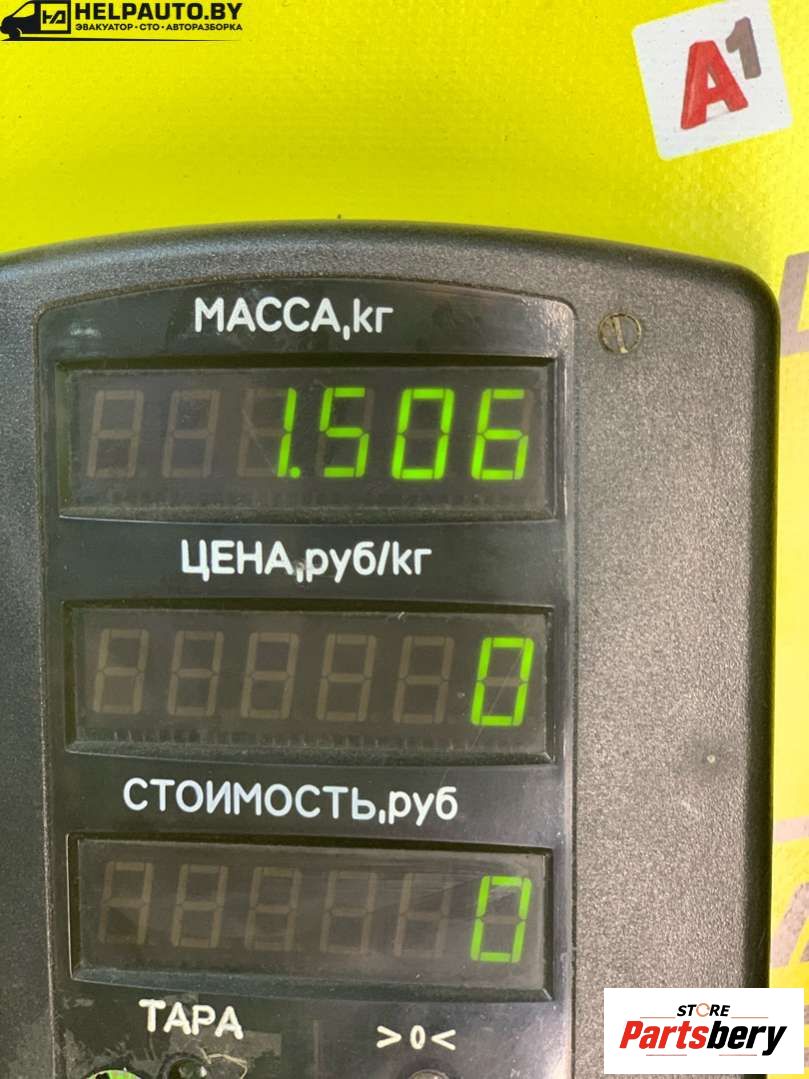 HELPAUTO.BY
ЭВАКУАТОР·СТО·АВТОРАЗБОРКА
A1
МАССА,кг
1.506
ЦЕНА,руб/кг
0
СТОИМОСТЬ,руб
0
ТАРА
>0<
STORE
Partsbery